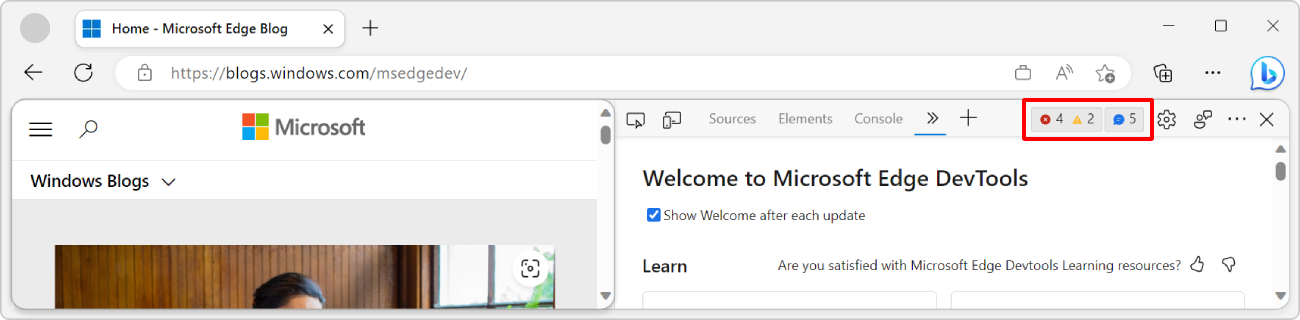 Home - Microsoft Edge Blog
https://blogs.windows.com/msedgedev/
Microsoft
Sources Elements Console 4 2 5
Windows Blogs
Welcome to Microsoft Edge DevTools
Show Welcome after each update
Learn Are you satisfied with Microsoft Edge Devtools Learning resources?